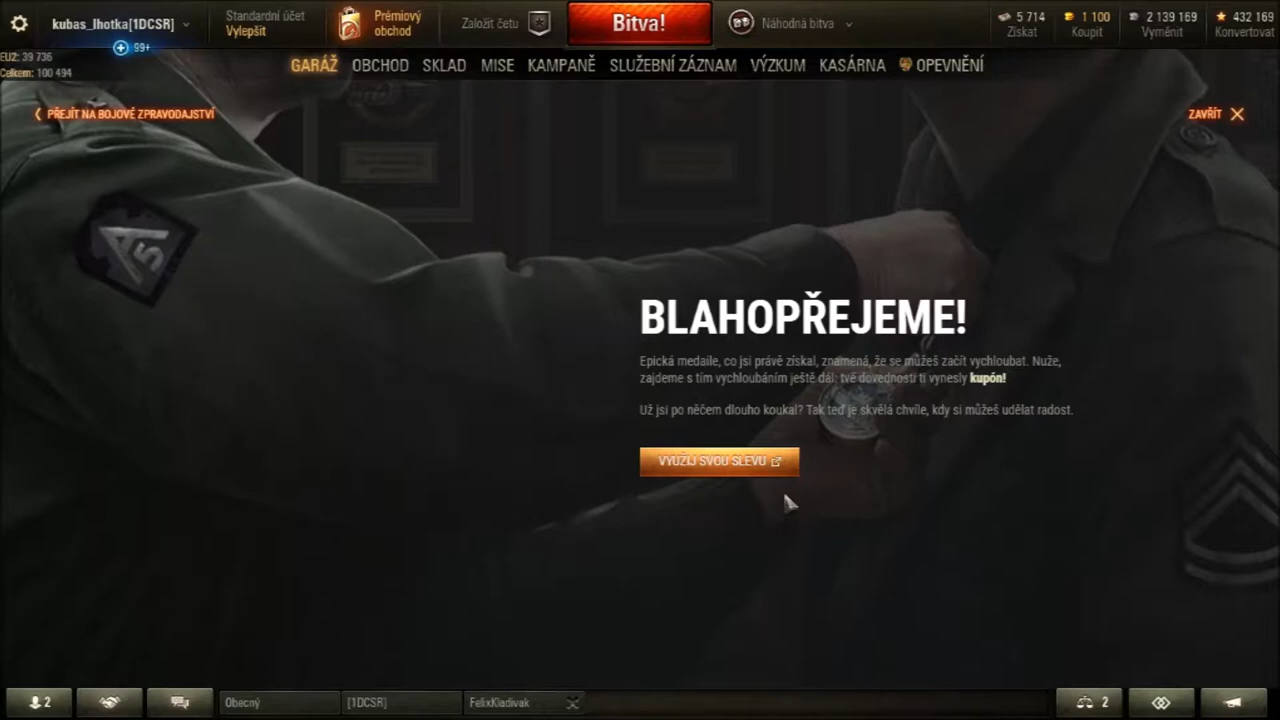 kubas_lhotka[1DCSR]
99+
Standardní účet
Vylepšit
Prémiový
obchod
Založit četu
Bitva!
Náhodná bitva
5 714
Získat
1 100
Koupit
2 139 169
Vyměnit
432 169
Konvertovat
EU2: 39 736
Celkem: 100 494
GARÁŽ OBCHOD SKLAD MISE KAMPANĚ SLUŽEBNÍ ZÁZNAM VÝZKUM KASÁRNA OPEVNĚNÍ
PŘEJÍT NA BOJOVÉ ZPRAVODAJSTVÍ
ZAVŘÍT
A
5
BLAHOPŘEJEME!
Epická medaile, co jsi právě získal, znamená, že se můžeš začít vychloubat. Nuže,
zajdeme s tím vychloubáním ještě dál: tvé dovednosti ti vynesly kupón!
Už jsi po něčem dlouho koukal? Tak teď je skvělá chvíle, kdy si můžeš udělat radost.
VYUŽIJ SVOU SLEVU
2
Obecný
[1DCSR]
FelixKladivak
2